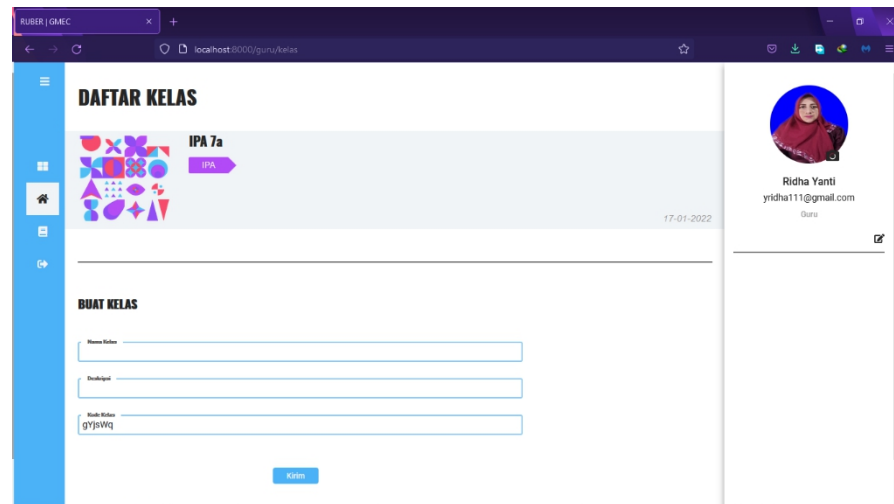 RUBER | GMEC
localhost:8000/guru/kelas
DAFTAR KELAS
IPA 7a
IPA
17-01-2022
Ridha Yanti
yridha111@gmail.com
Guru
BUAT KELAS
Nama Kelas
Deskripsi
Kode Kelas
gYjsWq
Kirim